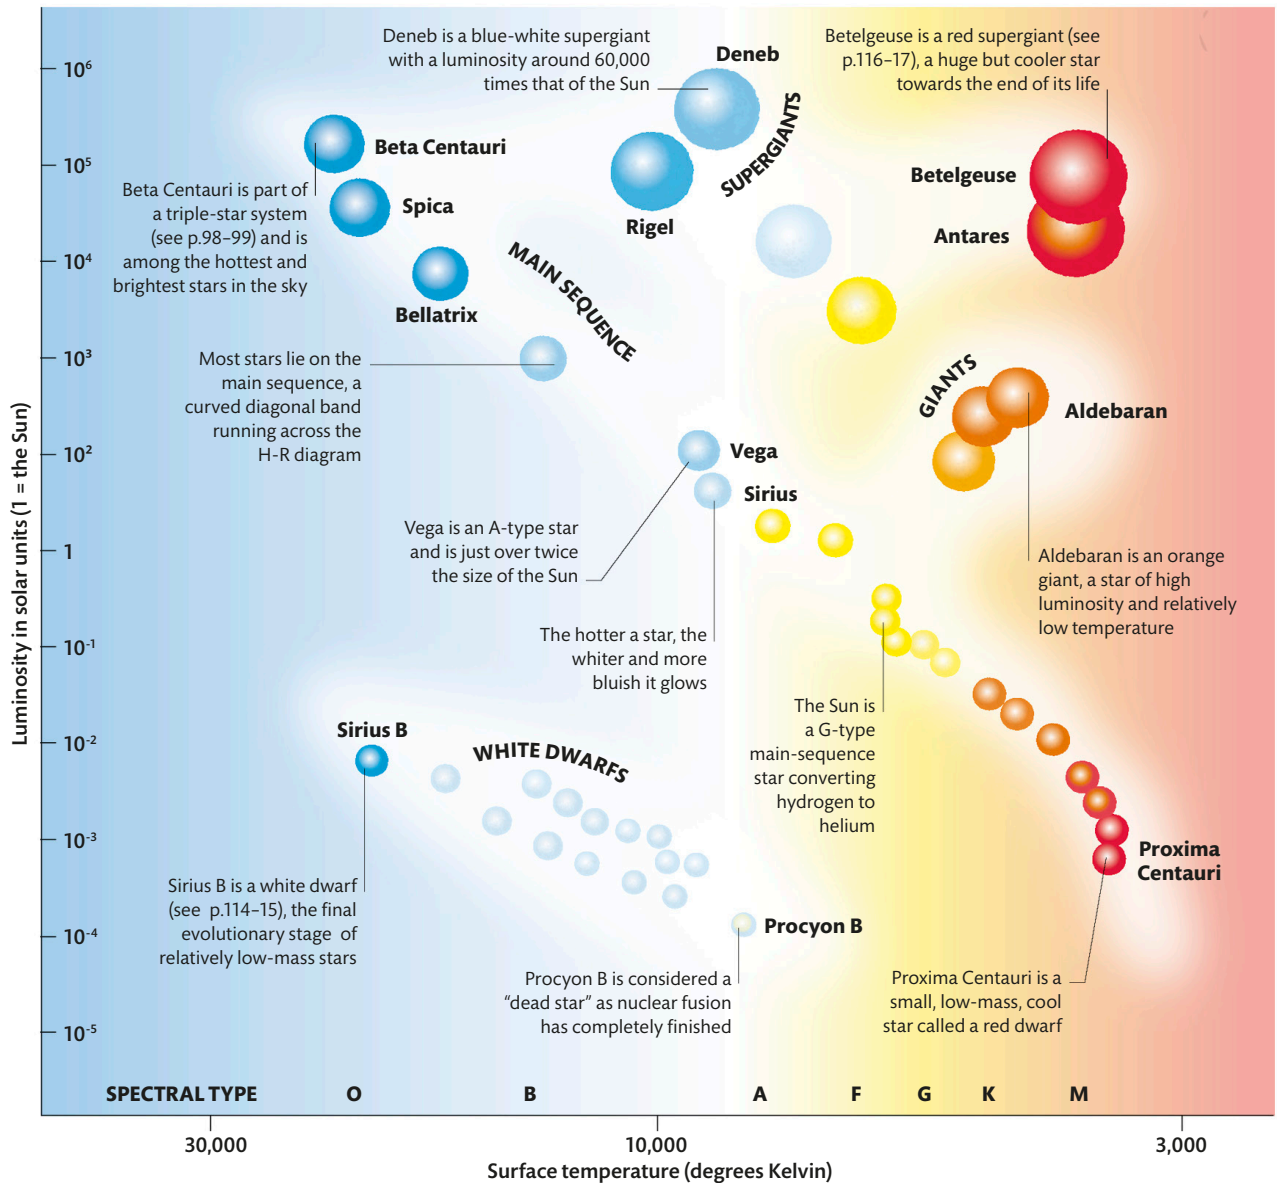 Deneb is a blue-white supergiant
with a luminosity around 60,000
times that of the Sun
Deneb
Betelgeuse is a red supergiant (see
p.116–17), a huge but cooler star
towards the end of its life
SUPERGIANTS
Beta Centauri
Beta Centauri is part of
a triple-star system
(see p.98–99) and is
among the hottest and
brightest stars in the sky
Spica
Rigel
Betelgeuse
Antares
Bellatrix
MAIN SEQUENCE
Most stars lie on the
main sequence, a
curved diagonal band
running across the
H-R diagram
GIANTS
Aldebaran
Vega
Sirius
Vega is an A-type star
and is just over twice
the size of the Sun
Aldebaran is an orange
giant, a star of high
luminosity and relatively
low temperature
The hotter a star, the
whiter and more
bluish it glows
The Sun is
a G-type
main-sequence
star converting
hydrogen to
helium
Sirius B
WHITE DWARFS
Sirius B is a white dwarf
(see p.114–15), the final
evolutionary stage of
relatively low-mass stars
Proxima
Centauri
Procyon B
Procyon B is considered a
"dead star" as nuclear fusion
has completely finished
Proxima Centauri is a
small, low-mass, cool
star called a red dwarf
Luminosity in solar units (1 = the Sun)
10⁶
10⁵
10⁴
10³
10²
1
10⁻¹
10⁻²
10⁻³
10⁻⁴
10⁻⁵
SPECTRAL TYPE O B A F G K M
30,000 10,000 3,000
Surface temperature (degrees Kelvin)